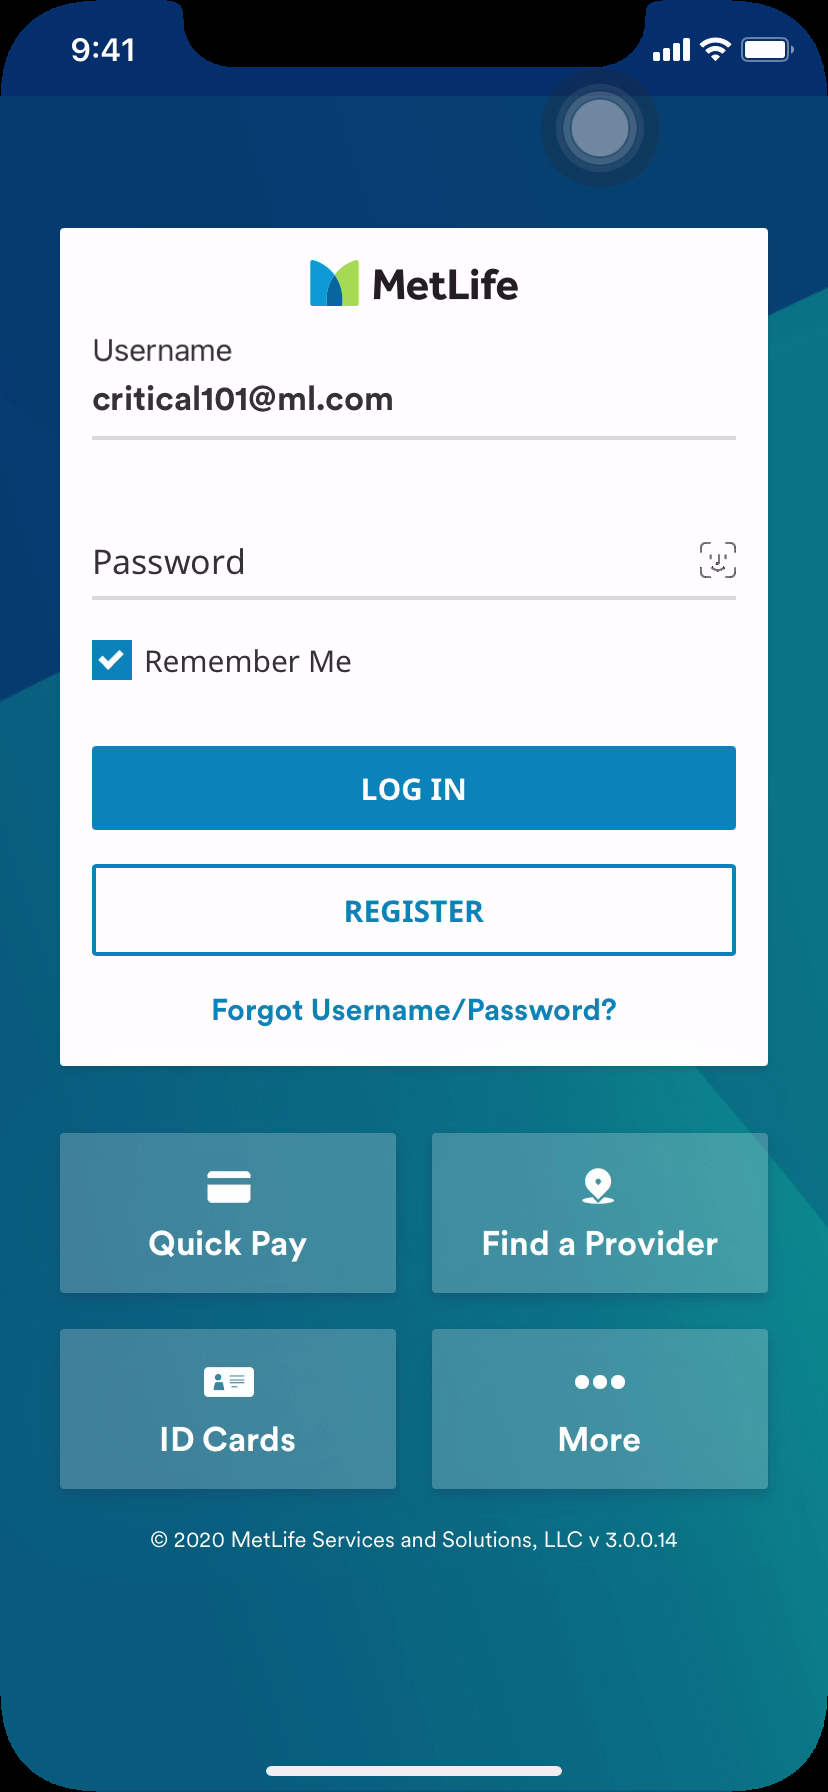 9:41
MetLife
Username
critical101@ml.com
Password
Remember Me
LOG IN
REGISTER
Forgot Username/Password?
Quick Pay
Find a Provider
ID Cards
More
© 2020 MetLife Services and Solutions, LLC v 3.0.0.14